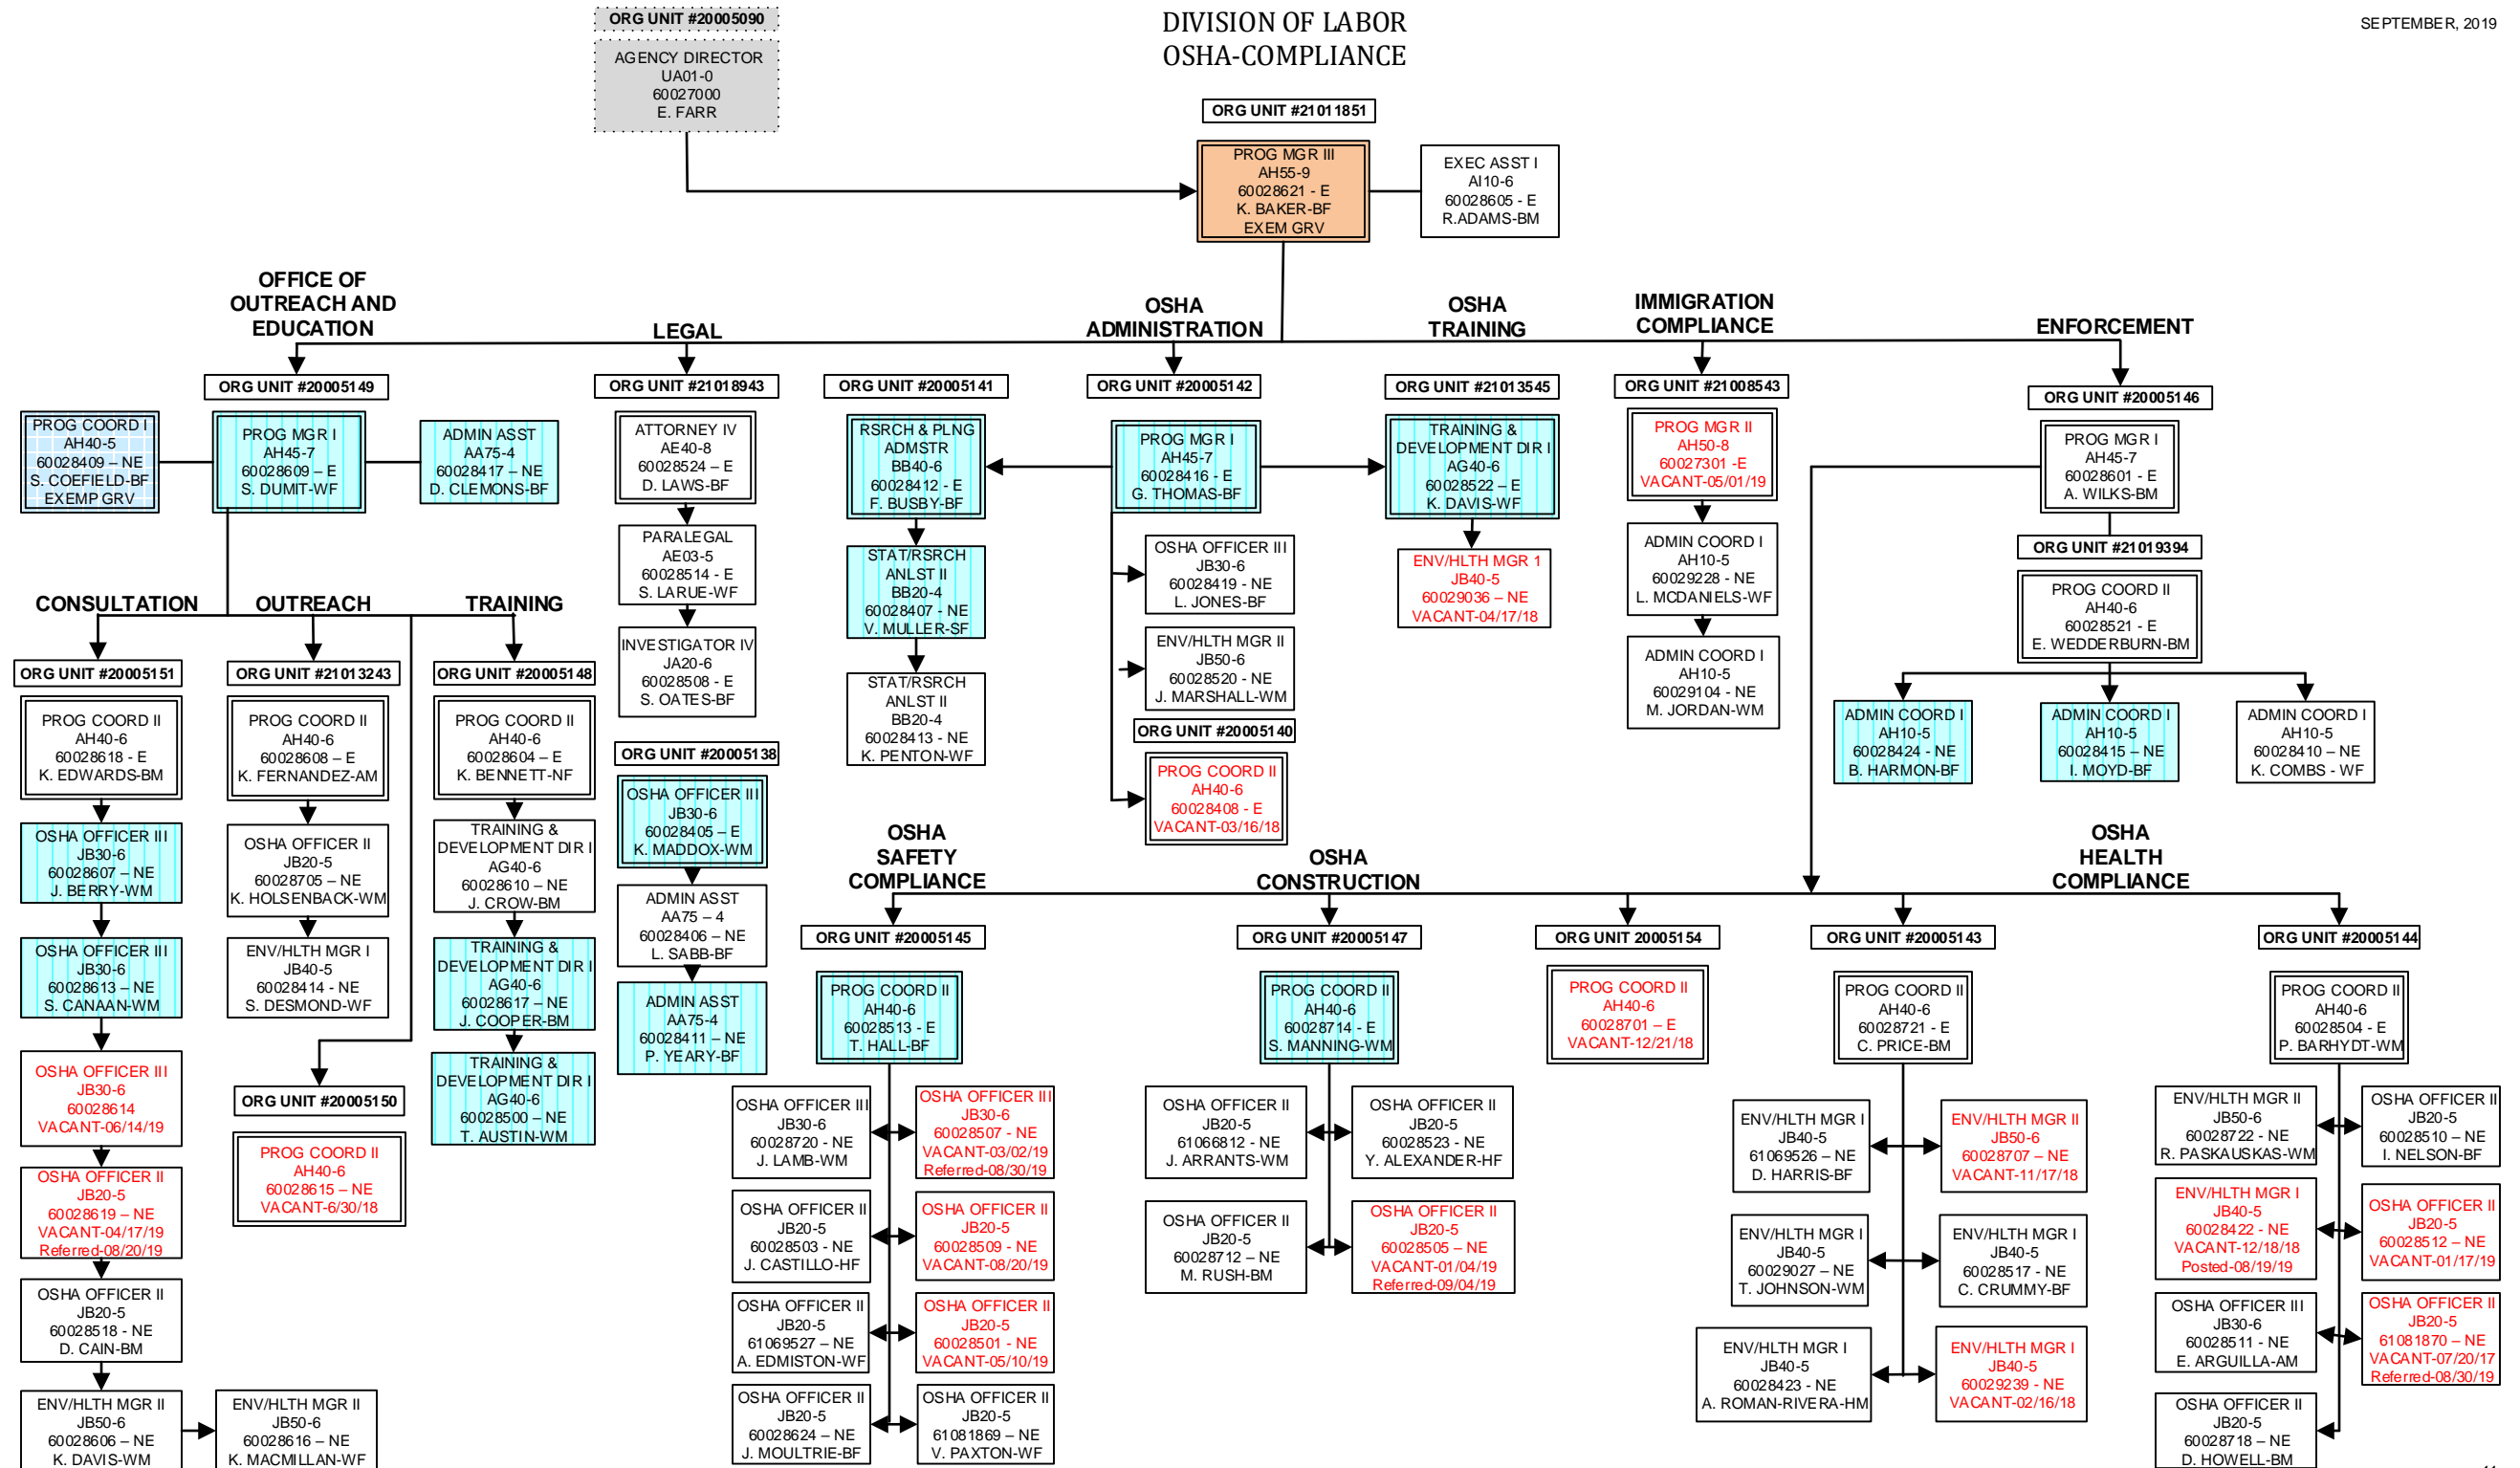 ORG UNIT #20005090
DIVISION OF LABOR
OSHA-COMPLIANCE
SEPTEMBER, 2019
AGENCY DIRECTOR
UA01-0
60027000
E. FARR
ORG UNIT #21011851
PROG MGR III
AH55-9
60028621 - E
K. BAKER-BF
EXEM GRV
EXEC ASST I
AI10-6
60028605 - E
R.ADAMS-BM
OFFICE OF
OUTREACH AND
EDUCATION
LEGAL
OSHA
ADMINISTRATION
OSHA
TRAINING
IMMIGRATION
COMPLIANCE
ENFORCEMENT
ORG UNIT #20005149
PROG COORD I
AH40-5
60028409 – NE
S. COEFIELD-BF
EXEMP GRV
PROG MGR I
AH45-7
60028609 – E
S. DUMIT-WF
ADMIN ASST
AA75-4
60028417 – NE
D. CLEMONS-BF
ORG UNIT #21018943
ATTORNEY IV
AE40-8
60028524 – E
D. LAWS-BF
PARALEGAL
AE03-5
60028514 - E
S. LARUE-WF
INVESTIGATOR IV
JA20-6
60028508 - E
S. OATES-BF
ORG UNIT #20005138
OSHA OFFICER III
JB30-6
60028405 – E
K. MADDOX-WM
ADMIN ASST
AA75 – 4
60028406 – NE
L. SABB-BF
ADMIN ASST
AA75-4
60028411 – NE
P. YEARY-BF
ORG UNIT #20005141
RSRCH & PLNG
ADMSTR
BB40-6
60028412 - E
F. BUSBY-BF
STAT/RSRCH
ANLST II
BB20-4
60028407 - NE
V. MULLER-SF
STAT/RSRCH
ANLST II
BB20-4
60028413 - NE
K. PENTON-WF
ORG UNIT #20005142
PROG MGR I
AH45-7
60028416 – E
G. THOMAS-BF
OSHA OFFICER III
JB30-6
60028419 - NE
L. JONES-BF
ENV/HLTH MGR II
JB50-6
60028520 - NE
J. MARSHALL-WM
ORG UNIT #20005140
PROG COORD II
AH40-6
60028408 - E
VACANT-03/16/18
ORG UNIT #21013545
TRAINING &
DEVELOPMENT DIR I
AG40-6
60028522 – E
K. DAVIS-WF
ENV/HLTH MGR 1
JB40-5
60029036 – NE
VACANT-04/17/18
ORG UNIT #21008543
PROG MGR II
AH50-8
60027301 -E
VACANT-05/01/19
ADMIN COORD I
AH10-5
60029228 - NE
L. MCDANIELS-WF
ADMIN COORD I
AH10-5
60029104 - NE
M. JORDAN-WM
ORG UNIT #20005146
PROG MGR I
AH45-7
60028601 - E
A. WILKS-BM
ORG UNIT #21019394
PROG COORD II
AH40-6
60028521 - E
E. WEDDERBURN-BM
ADMIN COORD I
AH10-5
60028424 - NE
B. HARMON-BF
ADMIN COORD I
AH10-5
60028415 – NE
I. MOYD-BF
ADMIN COORD I
AH10-5
60028410 – NE
K. COMBS - WF
CONSULTATION
OUTREACH
TRAINING
ORG UNIT #20005151
PROG COORD II
AH40-6
60028618 - E
K. EDWARDS-BM
OSHA OFFICER III
JB30-6
60028607 – NE
J. BERRY-WM
OSHA OFFICER III
JB30-6
60028613 – NE
S. CANAAN-WM
OSHA OFFICER III
JB30-6
60028614
VACANT-06/14/19
OSHA OFFICER II
JB20-5
60028619 – NE
VACANT-04/17/19
Referred-08/20/19
OSHA OFFICER II
JB20-5
60028518 - NE
D. CAIN-BM
ENV/HLTH MGR II
JB50-6
60028606 – NE
K. DAVIS-WM
ENV/HLTH MGR II
JB50-6
60028616 – NE
K. MACMILLAN-WF
ORG UNIT #21013243
PROG COORD II
AH40-6
60028608 – E
K. FERNANDEZ-AM
OSHA OFFICER II
JB20-5
60028705 – NE
K. HOLSENBACK-WM
ENV/HLTH MGR I
JB40-5
60028414 - NE
S. DESMOND-WF
ORG UNIT #20005150
PROG COORD II
AH40-6
60028615 – NE
VACANT-6/30/18
ORG UNIT #20005148
PROG COORD II
AH40-6
60028604 – E
K. BENNETT-NF
TRAINING &
DEVELOPMENT DIR I
AG40-6
60028610 – NE
J. CROW-BM
TRAINING &
DEVELOPMENT DIR I
AG40-6
60028617 – NE
J. COOPER-BM
TRAINING &
DEVELOPMENT DIR I
AG40-6
60028500 – NE
T. AUSTIN-WM
OSHA
SAFETY
COMPLIANCE
OSHA
CONSTRUCTION
OSHA
HEALTH
COMPLIANCE
ORG UNIT #20005145
PROG COORD II
AH40-6
60028513 - E
T. HALL-BF
OSHA OFFICER III
JB30-6
60028720 - NE
J. LAMB-WM
OSHA OFFICER III
JB30-6
60028507 - NE
VACANT-03/02/19
Referred-08/30/19
OSHA OFFICER II
JB20-5
60028503 - NE
J. CASTILLO-HF
OSHA OFFICER II
JB20-5
60028509 - NE
VACANT-08/20/19
OSHA OFFICER II
JB20-5
61069527 – NE
A. EDMISTON-WF
OSHA OFFICER II
JB20-5
60028501 - NE
VACANT-05/10/19
OSHA OFFICER II
JB20-5
60028624 – NE
J. MOULTRIE-BF
OSHA OFFICER II
JB20-5
61081869 – NE
V. PAXTON-WF
ORG UNIT #20005147
PROG COORD II
AH40-6
60028714 - E
S. MANNING-WM
OSHA OFFICER II
JB20-5
61066812 – NE
J. ARRANTS-WM
OSHA OFFICER II
JB20-5
60028523 – NE
Y. ALEXANDER-HF
OSHA OFFICER II
JB20-5
60028712 – NE
M. RUSH-BM
OSHA OFFICER II
JB20-5
60028505 – NE
VACANT-01/04/19
Referred-09/04/19
ORG UNIT 20005154
PROG COORD II
AH40-6
60028701 – E
VACANT-12/21/18
ORG UNIT #20005143
PROG COORD II
AH40-6
60028721 - E
C. PRICE-BM
ENV/HLTH MGR I
JB40-5
61069526 – NE
D. HARRIS-BF
ENV/HLTH MGR II
JB50-6
60028707 – NE
VACANT-11/17/18
ENV/HLTH MGR I
JB40-5
60029027 – NE
T. JOHNSON-WM
ENV/HLTH MGR I
JB40-5
60028517 - NE
C. CRUMMY-BF
ENV/HLTH MGR I
JB40-5
60028423 - NE
A. ROMAN-RIVERA-HM
ENV/HLTH MGR I
JB40-5
60029239 - NE
VACANT-02/16/18
ORG UNIT #20005144
PROG COORD II
AH40-6
60028504 – E
P. BARHYDT-WM
ENV/HLTH MGR II
JB50-6
60028722 - NE
R. PASKAUSKAS-WM
OSHA OFFICER II
JB20-5
60028510 – NE
I. NELSON-BF
ENV/HLTH MGR I
JB40-5
60028422 - NE
VACANT-12/18/18
Posted-08/19/19
OSHA OFFICER II
JB20-5
60028512 – NE
VACANT-01/17/19
OSHA OFFICER III
JB30-6
60028511 - NE
E. ARGUILLA-AM
OSHA OFFICER II
JB20-5
61081870 – NE
VACANT-07/20/17
Referred-08/30/19
OSHA OFFICER II
JB20-5
60028718 – NE
D. HOWELL-BM